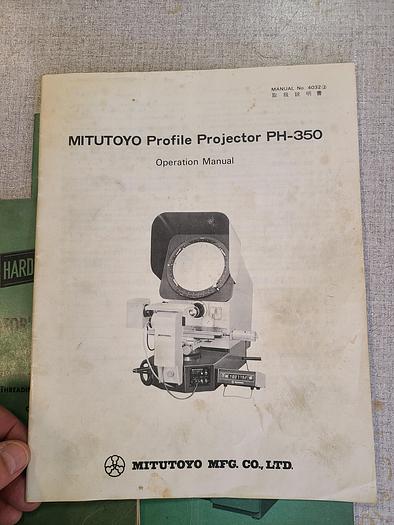 MANUAL No. 4032②
取扱説明書
MITUTOYO Profile Projector PH-350
Operation Manual
HARD
THREADING
MITUTOYO MFG. CO., LTD.